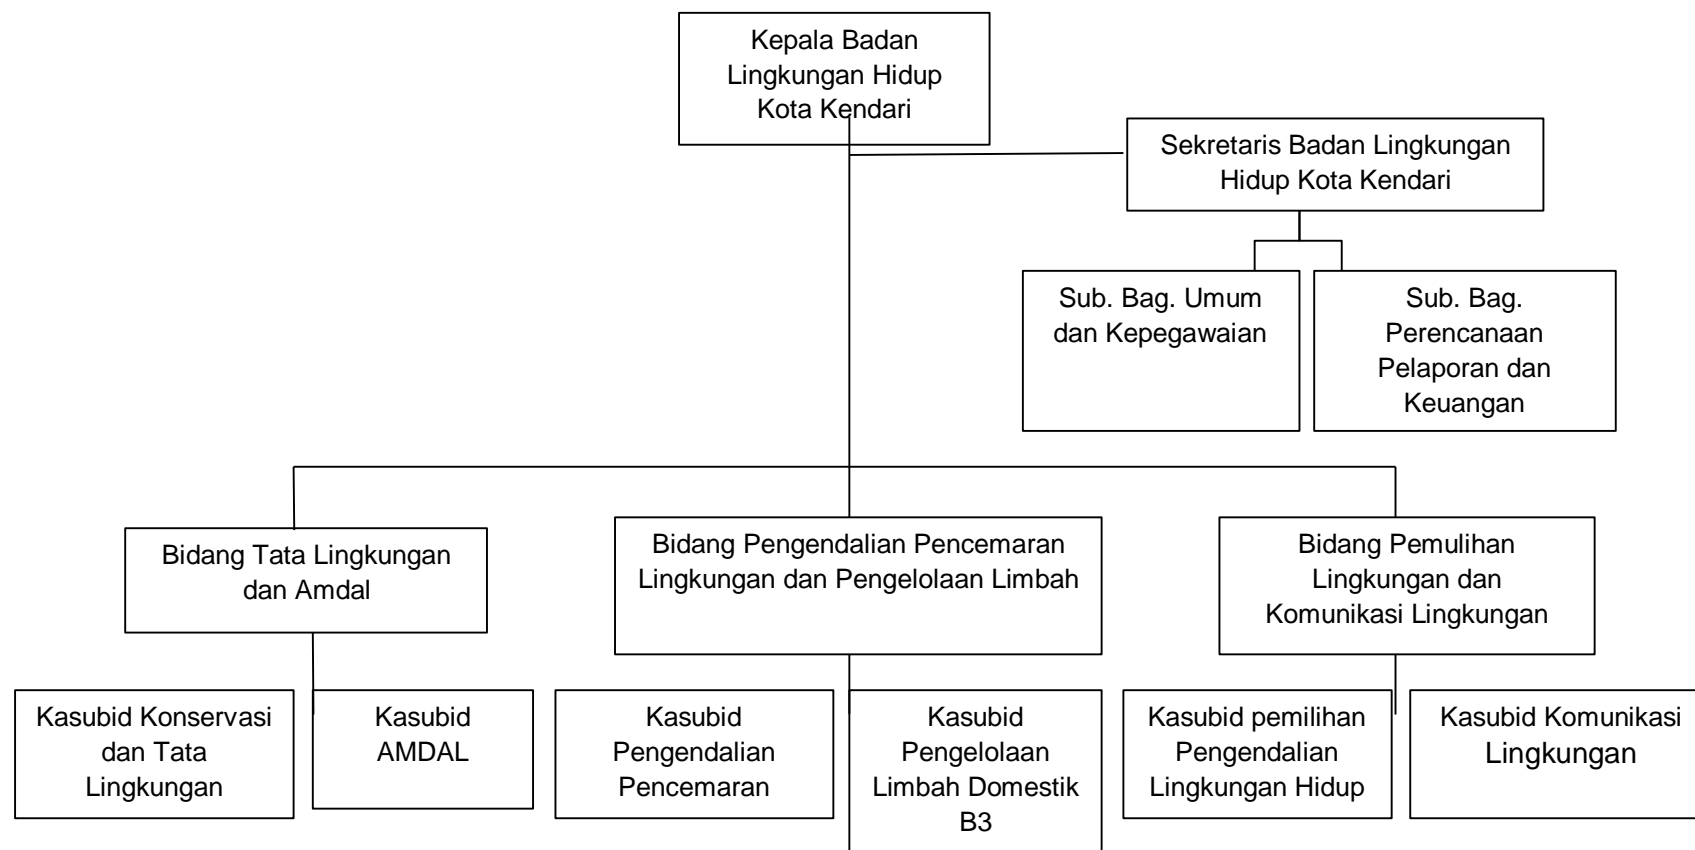 Kepala Badan
Lingkungan Hidup
Kota Kendari
Sekretaris Badan Lingkungan
Hidup Kota Kendari
Sub. Bag. Umum
dan Kepegawaian
Sub. Bag.
Perencanaan
Pelaporan dan
Keuangan
Bidang Tata Lingkungan
dan Amdal
Bidang Pengendalian Pencemaran
Lingkungan dan Pengelolaan Limbah
Bidang Pemulihan
Lingkungan dan
Komunikasi Lingkungan
Kasubid Konservasi
dan Tata
Lingkungan
Kasubid
AMDAL
Kasubid
Pengendalian
Pencemaran
Kasubid
Pengelolaan
Limbah Domestik
B3
Kasubid pemilihan
Pengendalian
Lingkungan Hidup
Kasubid Komunikasi
Lingkungan